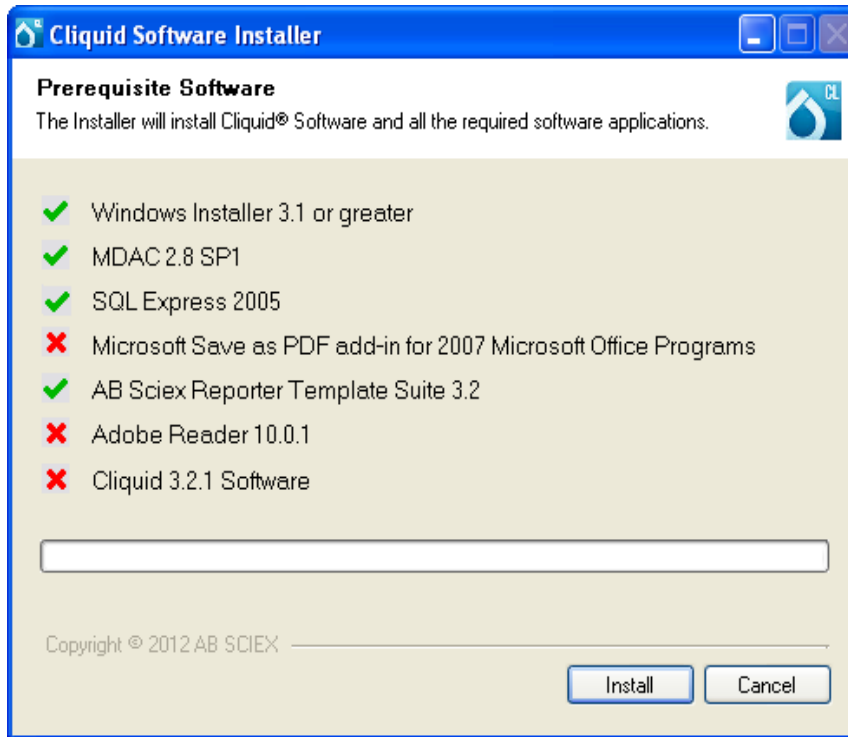 CL
Cliquid Software Installer
Prerequisite Software
The Installer will install Cliquid® Software and all the required software applications.
CL
Windows Installer 3.1 or greater
MDAC 2.8 SP1
SQL Express 2005
Microsoft Save as PDF add-in for 2007 Microsoft Office Programs
AB Sciex Reporter Template Suite 3.2
Adobe Reader 10.0.1
Cliquid 3.2.1 Software
Copyright © 2012 AB SCIEX
Install
Cancel